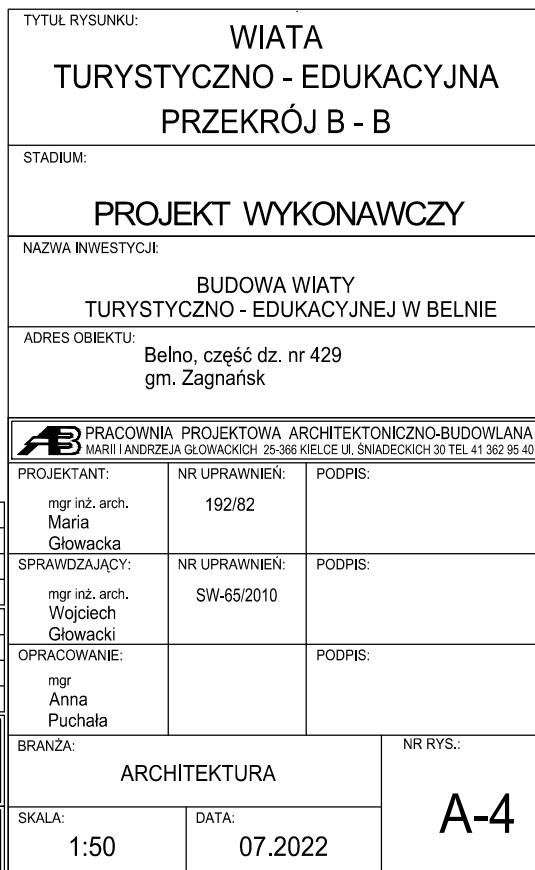 TYTUŁ RYSUNKU:
WIATA
TURYSTYCZNO - EDUKACYJNA
PRZEKRÓJ B - B
STADIUM:
PROJEKT WYKONAWCZY
NAZWA INWESTYCJI:
BUDOWA WIATY
TURYSTYCZNO - EDUKACYJNEJ W BELNIE
ADRES OBIEKTU:
Belno, część dz. nr 429
gm. Zagnańsk
AB PRACOWNIA PROJEKTOWA ARCHITEKTONICZNO-BUDOWLANA
MARII I ANDRZEJA GŁOWACKICH 25-366 KIELCE Ul. ŚNIADECKICH 30 TEL 41 362 95 40
PROJEKTANT: NR UPRAWNIEŃ: PODPIS:
mgr inż. arch. 192/82
Maria
Głowacka
SPRAWDZAJĄCY: NR UPRAWNIEŃ: PODPIS:
mgr inż. arch. SW-65/2010
Wojciech
Głowacki
OPRACOWANIE: PODPIS:
mgr
Anna
Puchała
BRANŻA: NR RYS.:
ARCHITEKTURA
A-4
SKALA: DATA:
1:50 07.2022